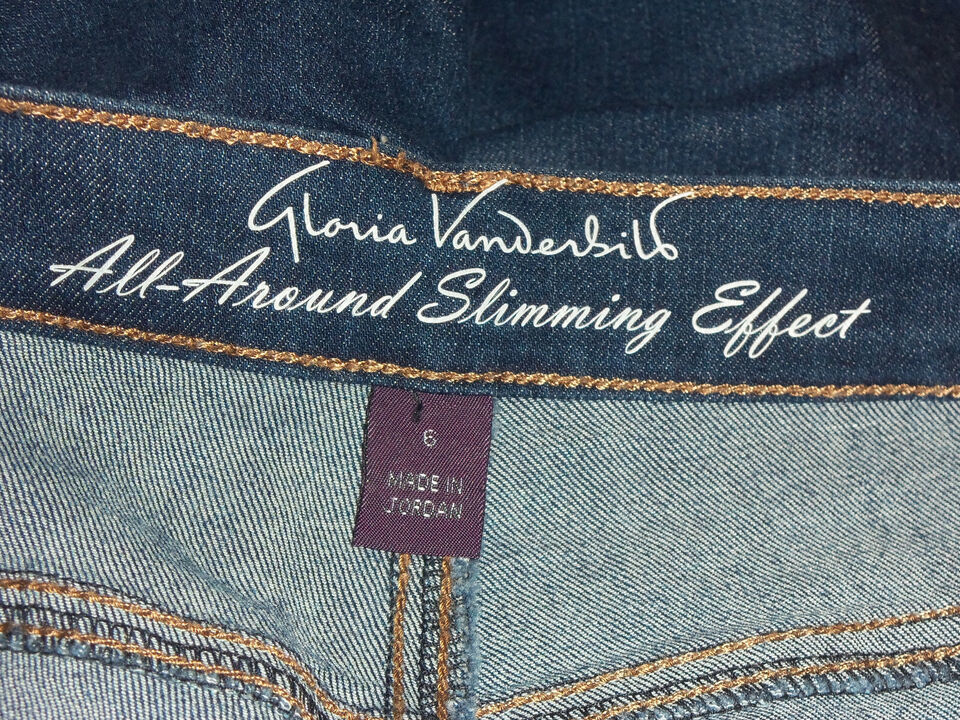 Gloria Vanderbilt
All-Around Slimming Effect
6
MADE IN
JORDAN